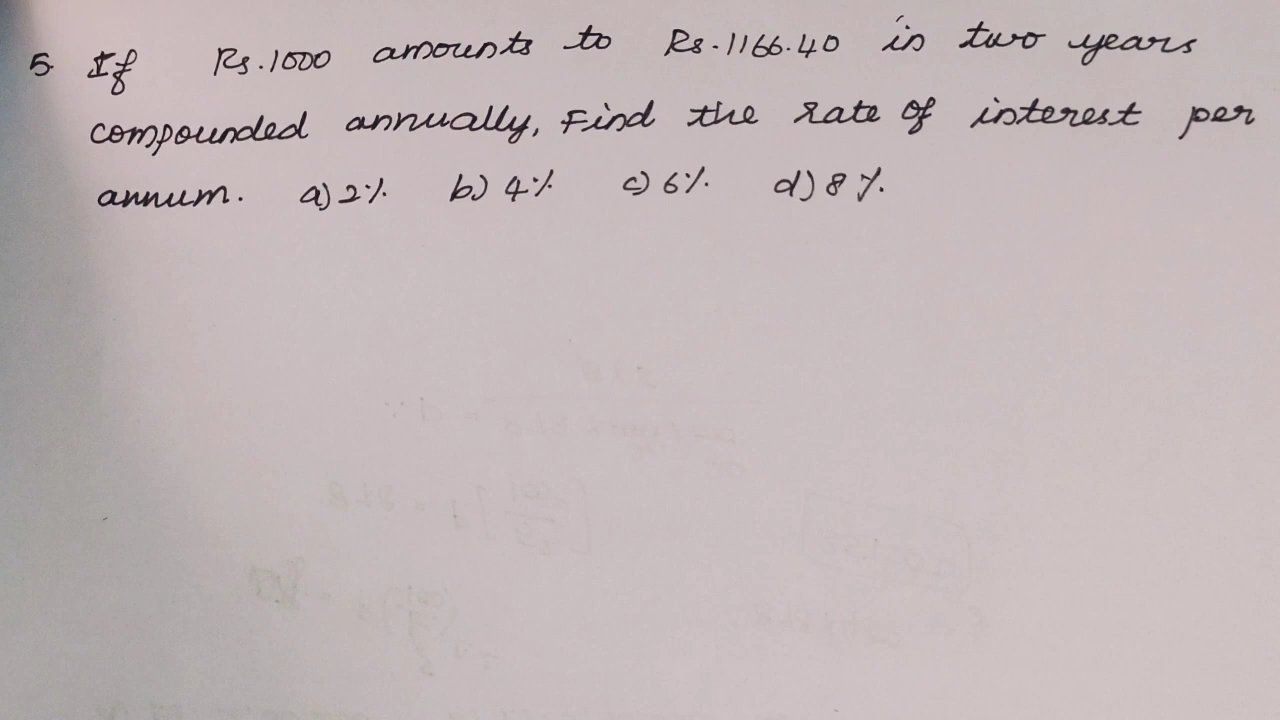 5. If Rs.1000 amounts to Rs.1166.40 in two years
compounded annually, Find the rate of interest per
annum. a) 2% b) 4% c) 6% d) 8%